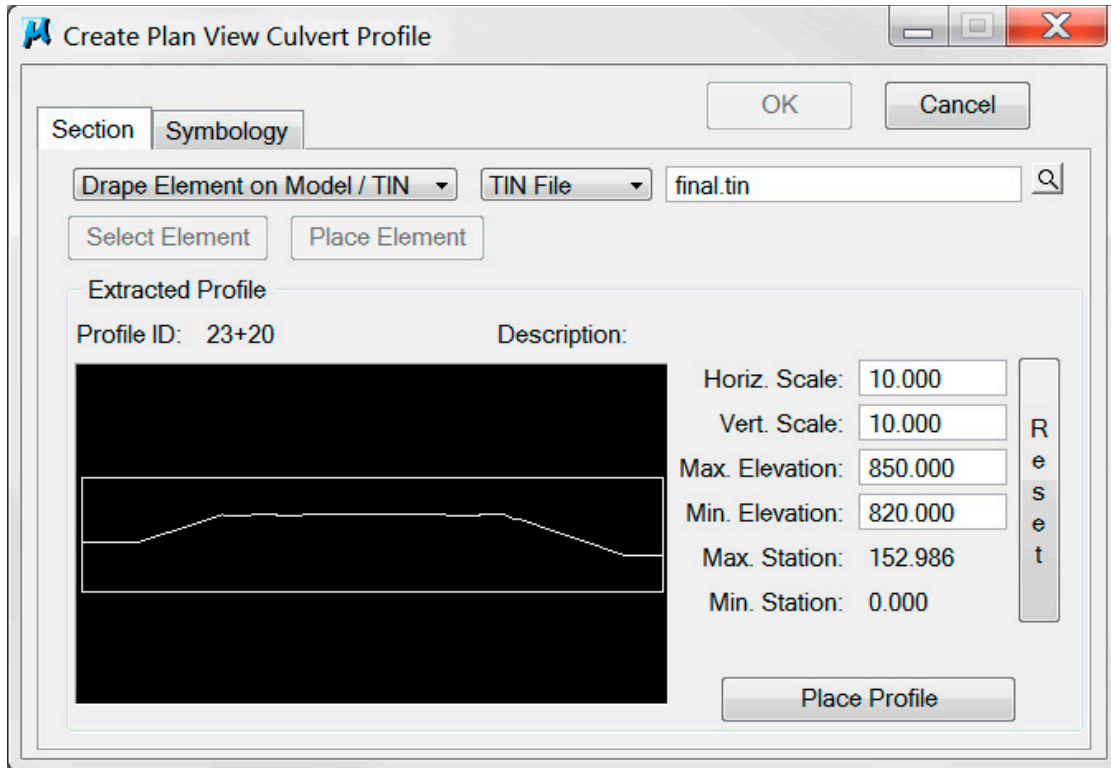 Create Plan View Culvert Profile
OK Cancel
Section Symbology
Drape Element on Model / TIN TIN File final.tin
Select Element Place Element
Extracted Profile
Profile ID: 23+20 Description:
Horiz. Scale: 10.000
Vert. Scale: 10.000
Max. Elevation: 850.000
Min. Elevation: 820.000
Max. Station: 152.986
Min. Station: 0.000
Reset
Place Profile